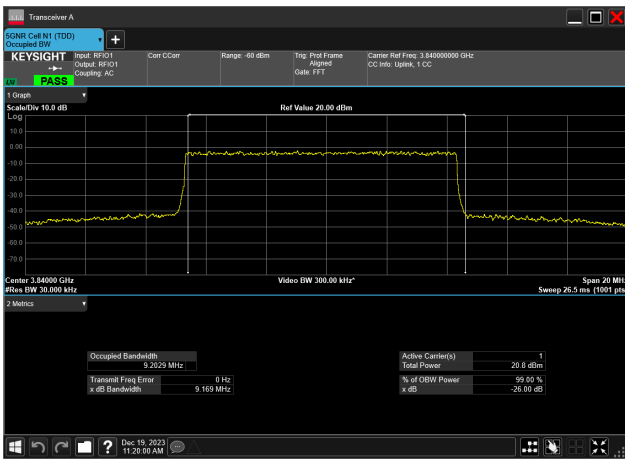 Transceiver A
5GNR Cell N1 (TDD)
Occupied BW
KEYSIGHT
Input: RFIO1
Output: RFIO1
Coupling: AC
Corr CCorr
Range: -60 dBm
Trig: Prot Frame
Aligned
Gate: FFT
Carrier Ref Freq: 3.840000000 GHz
CC Info: Uplink, 1 CC
PASS
1 Graph
Scale/Div 10.0 dB
Ref Value 20.00 dBm
Log
10.0
0.00
-10.0
-20.0
-30.0
-40.0
-50.0
-60.0
-70.0
Center 3.84000 GHz
Video BW 300.00 kHz*
Span 20 MHz
#Res BW 30.000 kHz
Sweep 26.5 ms (1001 pts
2 Metrics
Occupied Bandwidth
9.2029 MHz
Active Carrier(s) 1
Total Power 20.8 dBm
Transmit Freq Error 0 Hz
x dB Bandwidth 9.169 MHz
% of OBW Power 99.00 %
x dB -26.00 dB
Dec 19, 2023
11:20:00 AM